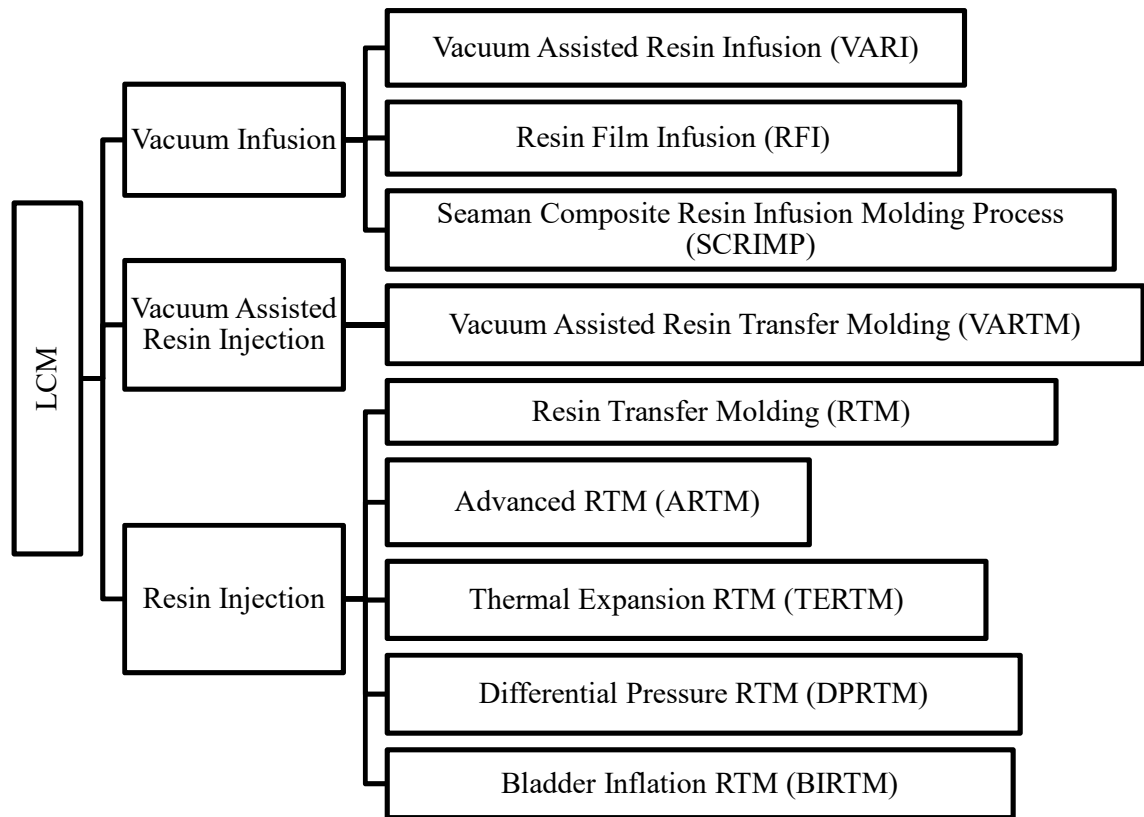 LCM
Vacuum Infusion
Vacuum Assisted Resin Infusion (VARI)
Resin Film Infusion (RFI)
Seaman Composite Resin Infusion Molding Process
(SCRIMP)
Vacuum Assisted
Resin Injection
Vacuum Assisted Resin Transfer Molding (VARTM)
Resin Injection
Resin Transfer Molding (RTM)
Advanced RTM (ARTM)
Thermal Expansion RTM (TERTM)
Differential Pressure RTM (DPRTM)
Bladder Inflation RTM (BIRTM)